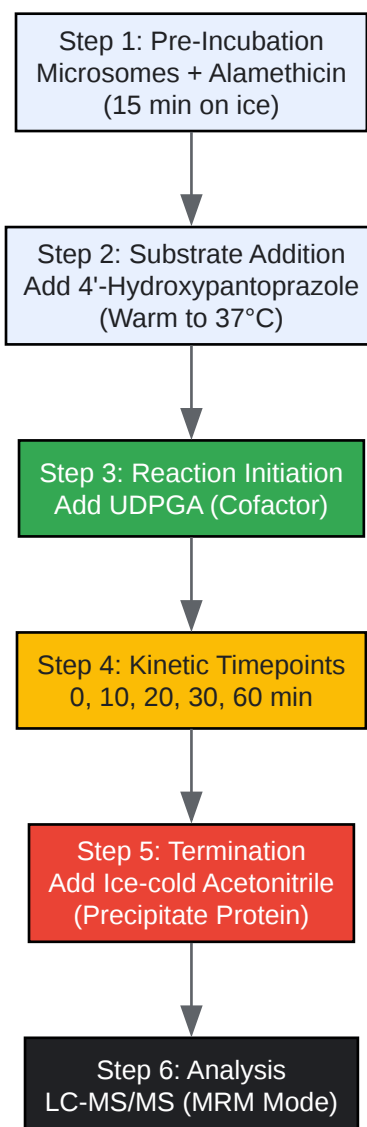 Step 1: Pre-Incubation
Microsomes + Alamethicin
(15 min on ice)
Step 2: Substrate Addition
Add 4'-Hydroxypantoprazole
(Warm to 37°C)
Step 3: Reaction Initiation
Add UDPGA (Cofactor)
Step 4: Kinetic Timepoints
0, 10, 20, 30, 60 min
Step 5: Termination
Add Ice-cold Acetonitrile
(Precipitate Protein)
Step 6: Analysis
LC-MS/MS (MRM Mode)